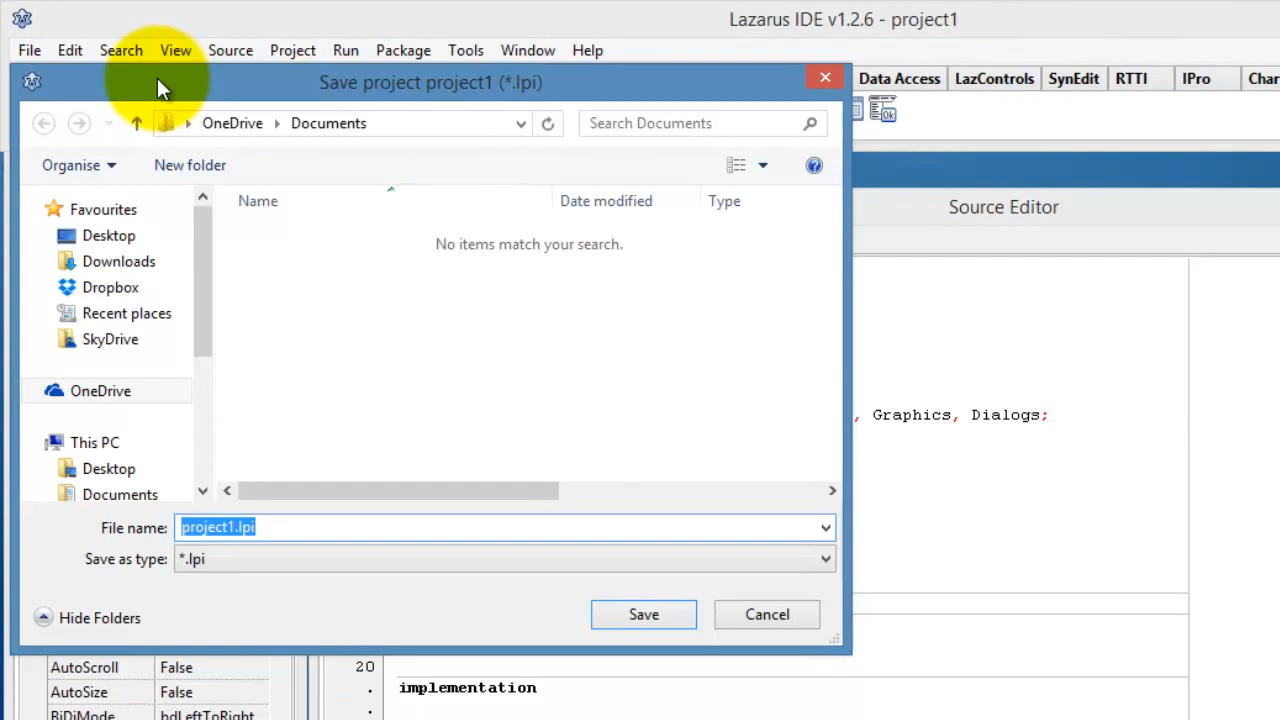 Lazarus IDE v1.2.6 - project1
File Edit Search View Source Project Run Package Tools Window Help
Save project project1 (*.lpi)
Data Access LazControls SynEdit RTTI IPro Char
OneDrive Documents
Search Documents
Organise New folder
Source Editor
Name Date modified Type
Favourites
No items match your search.
Desktop
Downloads
Dropbox
Recent places
SkyDrive
OneDrive
, Graphics, Dialogs;
This PC
Desktop
Documents
File name: project1.lpi
Save as type: *.lpi
Hide Folders
Save Cancel
AutoScroll False
20
AutoSize False
implementation
BiDiMode bdLeftToRight